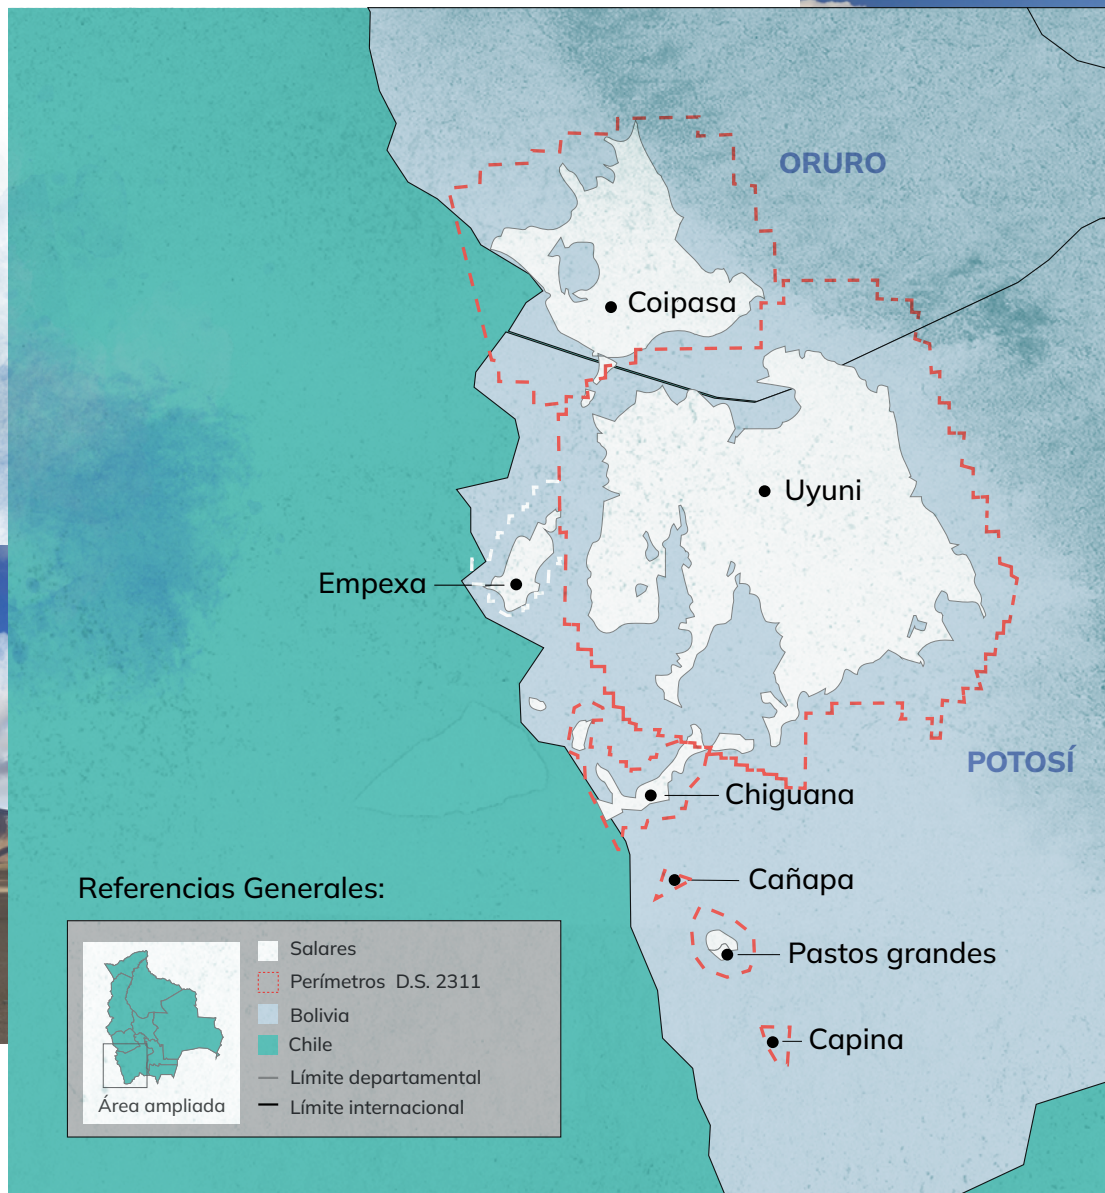 ORURO
Coipasa
Uyuni
Empexa
POTOSÍ
Chiguana
Cañapa
Pastos grandes
Capina
Referencias Generales:
Salares
Perímetros D.S. 2311
Bolivia
Chile
Límite departamental
Límite internacional
Área ampliada